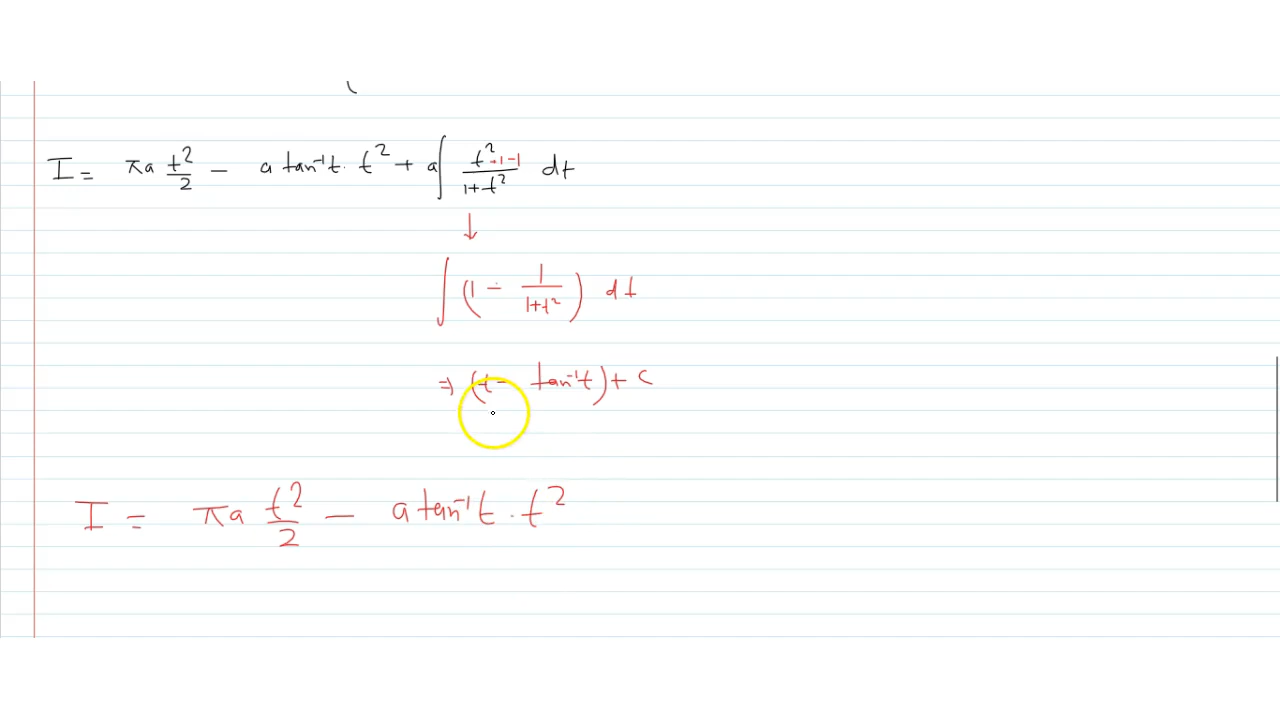 I = πa t²/2 − a tan⁻¹t · t² + a∫ (t²+1−1)/(1+t²) dt
↓
∫ (1 − 1/(1+t²)) dt
⇒ (t − tan⁻¹t) + c
I = πa t²/2 − a tan⁻¹t · t²